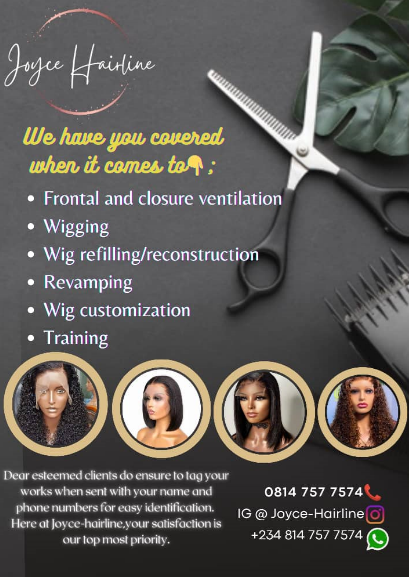 Joyce Hairline
We have you covered
when it comes to👇;
• Frontal and closure ventilation
• Wigging
• Wig refilling/reconstruction
• Revamping
• Wig customization
• Training
Dear esteemed clients do ensure to tag your
works when sent with your name and
phone numbers for easy identification.
Here at Joyce-hairline,your satisfaction is
our top most priority.
0814 757 7574
IG @ Joyce-Hairline
+234 814 757 7574